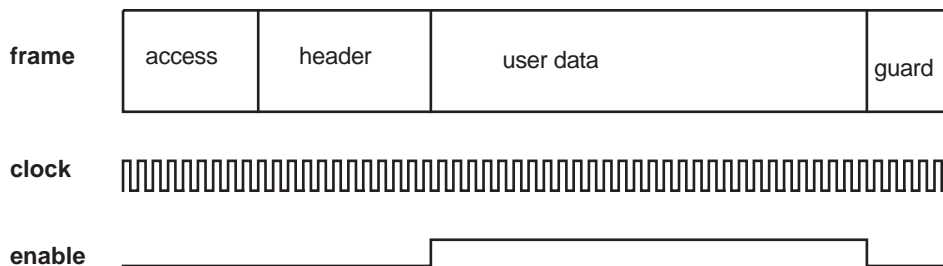 frame
access
header
user data
guard
clock
enable